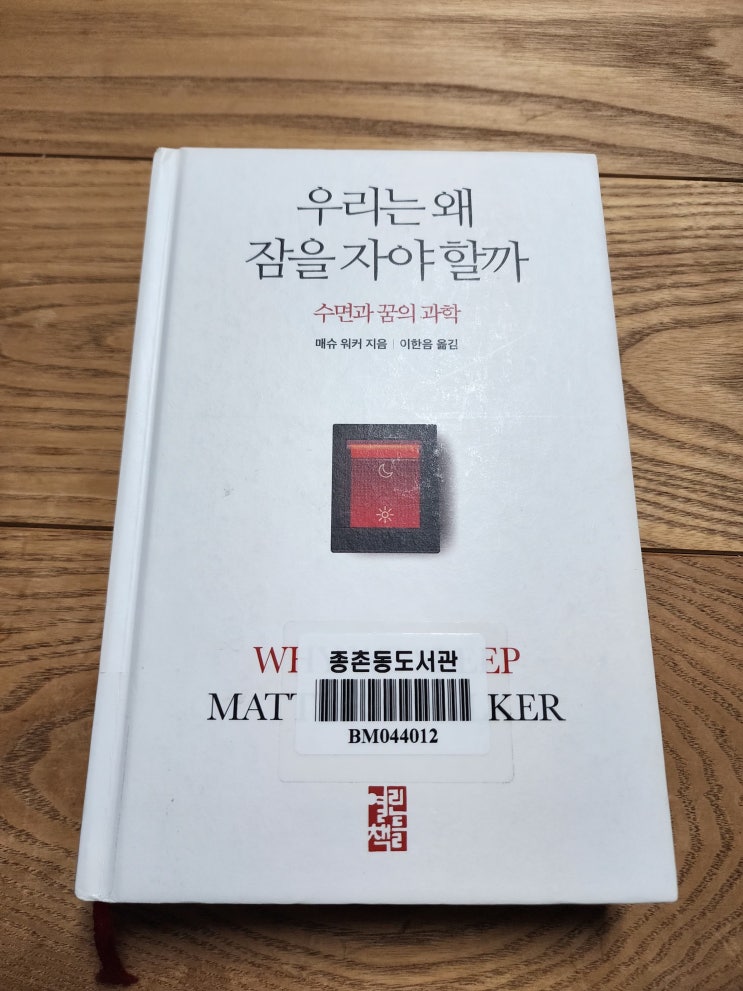 우리는 왜
잠을 자야 할까
수면과 꿈의 과학
매슈 워커 지음 | 이한음 옮김
종촌동도서관
BM044012
열린책들